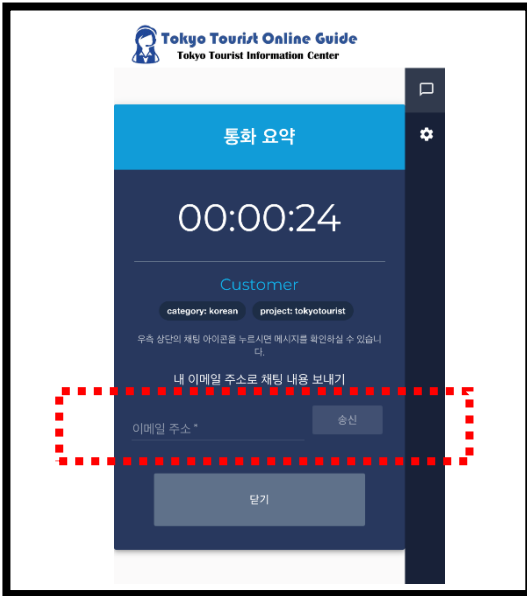 Tokyo Tourist Online Guide
Tokyo Tourist Information Center
통화 요약
00:00:24
Customer
category: korean project: tokyotourist
우측 상단의 채팅 아이콘을 누르시면 메시지를 확인하실 수 있습니
다.
내 이메일 주소로 채팅 내용 보내기
이메일 주소 *
송신
닫기